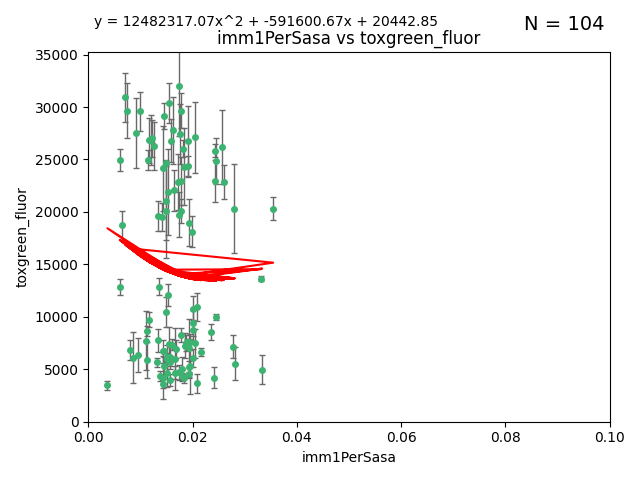 y = 12482317.07x^2 + -591600.67x + 20442.85
N = 104
imm1PerSasa vs toxgreen_fluor
35000
30000
25000
20000
15000
10000
5000
0
toxgreen_fluor
0.00 0.02 0.04 0.06 0.08 0.10
imm1PerSasa